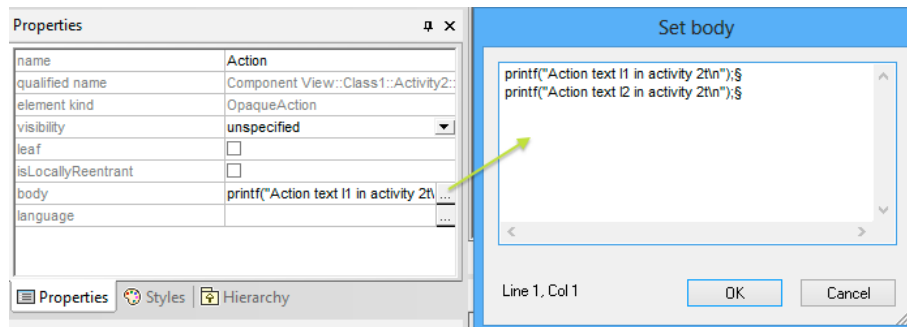 Properties
name Action
qualified name Component View::Class1::Activity2::
element kind OpaqueAction
visibility unspecified
leaf
isLocallyReentrant
body printf("Action text l1 in activity 2t\ ...
language ...
Properties Styles Hierarchy
Set body
printf("Action text l1 in activity 2t\n");§
printf("Action text l2 in activity 2t\n");§
Line 1, Col 1 OK Cancel